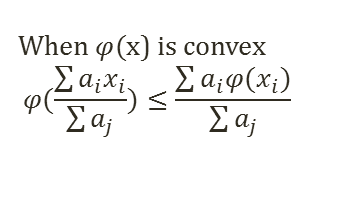 When φ(x) is convex
φ(∑ aᵢxᵢ / ∑ aⱼ) ≤ ∑ aᵢφ(xᵢ) / ∑ aⱼ